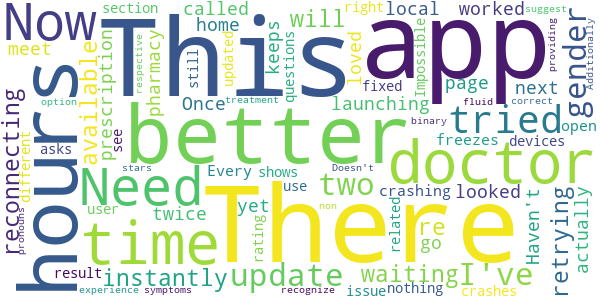 Now
This
app
hours
There
better
doctor
time
Need
tried
two
update
I've
gender
section
called
home
will
local
worked
right
updated
providing
Additionally
meet
prescription
pharmacy
still
respective
keeps
questions
loved
fixed
Impossible
page
next
suggest
available
Once
launching
see
option
treatment
fluid
correct
freezes
devices
open
reconnecting
different
asks
stars
binary
Every
shows
Doesn't
crashing
looked
recognize
user
yet
use
twice
re
go
related
Haven't
retrying
actually
pronouns
rating
result
instantly
waiting
issue
nothing
crashes
experience
symptoms
non